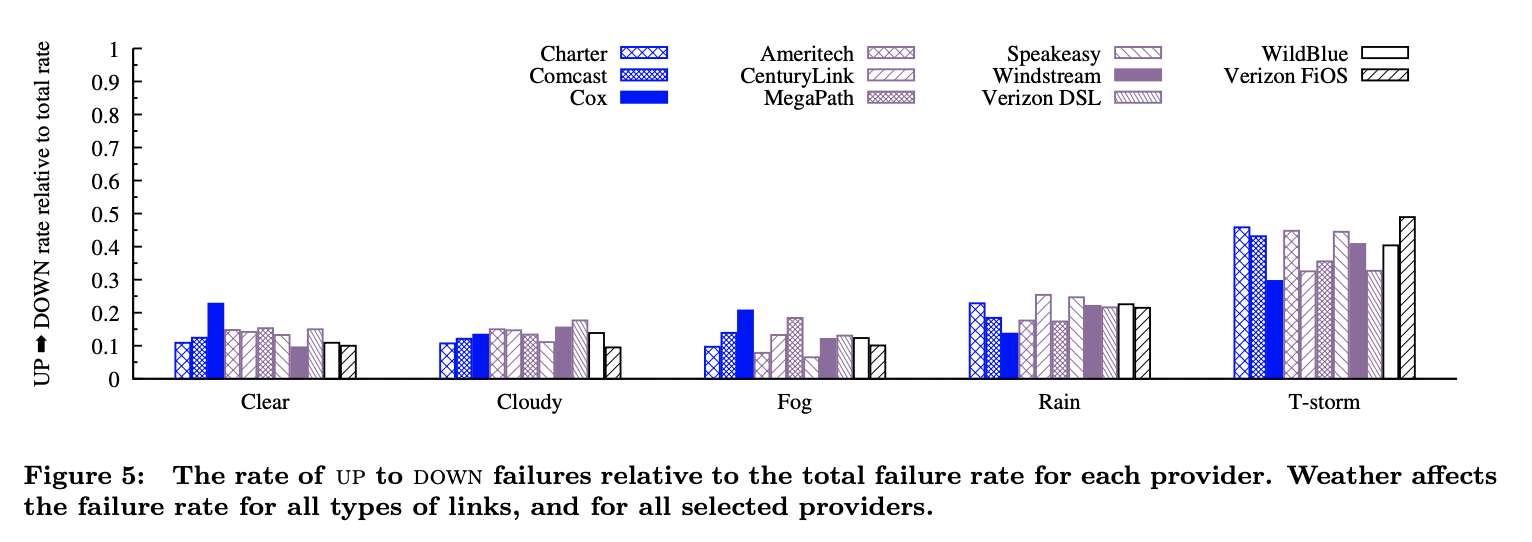 UP ➡ DOWN rate relative to total rate
1
0.9
0.8
0.7
0.6
0.5
0.4
0.3
0.2
0.1
0
Charter
Comcast
Cox
Ameritech
CenturyLink
MegaPath
Speakeasy
Windstream
Verizon DSL
WildBlue
Verizon FiOS
Clear
Cloudy
Fog
Rain
T-storm
Figure 5: The rate of UP to DOWN failures relative to the total failure rate for each provider. Weather affects
the failure rate for all types of links, and for all selected providers.